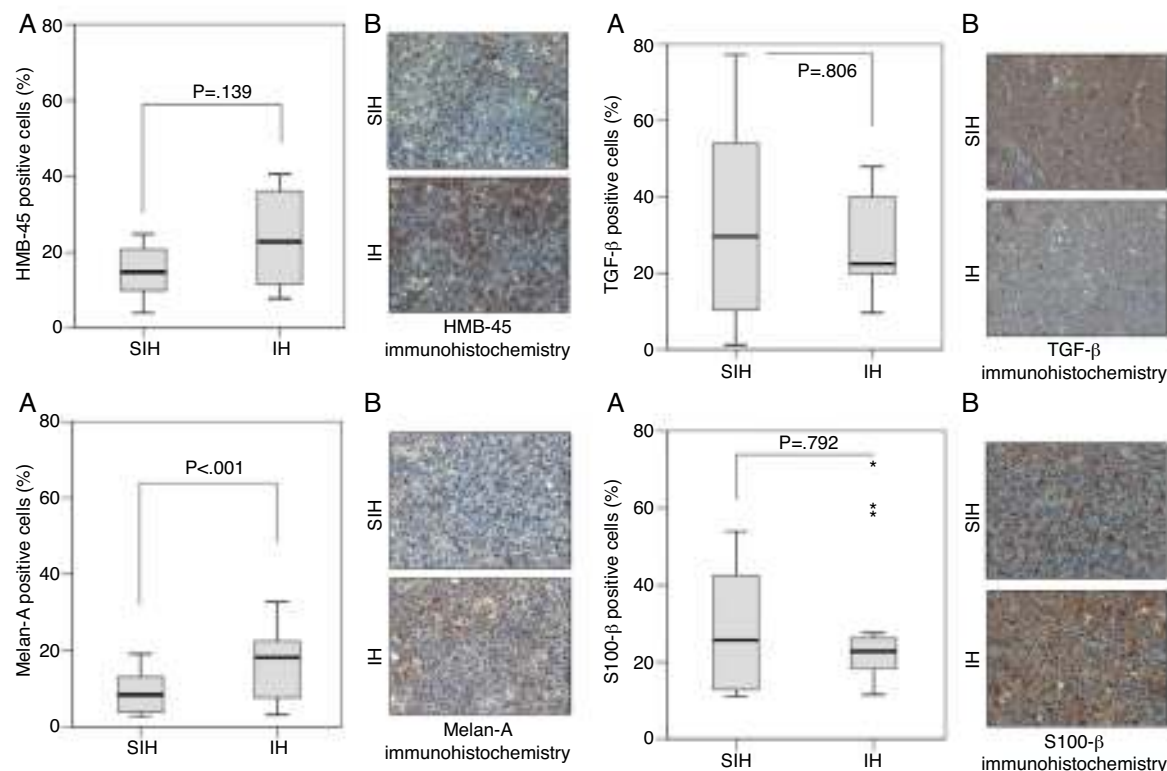 A
HMB-45 positive cells (%)
80
60
40
20
0
P=.139
SIH
IH
B
SIH
IH
HMB-45
immunohistochemistry
A
TGF-β positive cells (%)
80
60
40
20
0
P=.806
SIH
IH
B
SIH
IH
TGF-β
immunohistochemistry
A
Melan-A positive cells (%)
80
60
40
20
0
P<.001
SIH
IH
B
SIH
IH
Melan-A
immunohistochemistry
A
S100-β positive cells (%)
80
60
40
20
0
P=.792
*
*
*
SIH
IH
B
SIH
IH
S100-β
immunohistochemistry